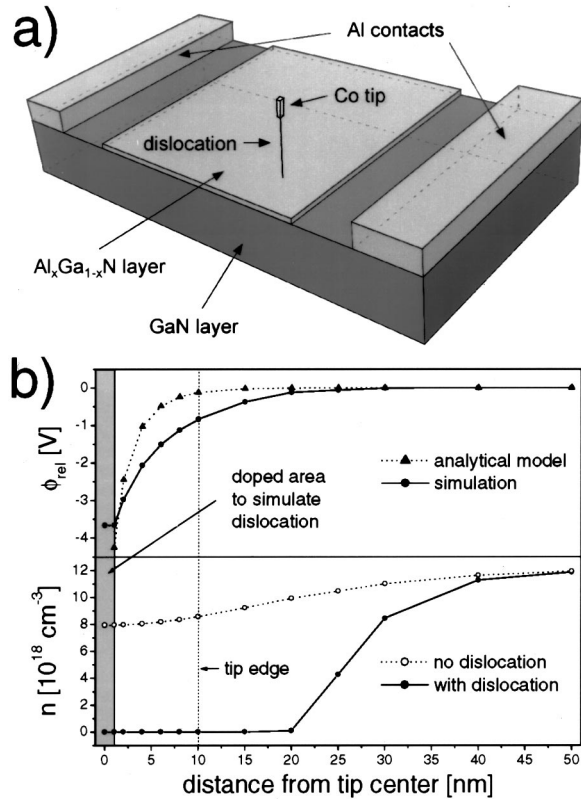 a)
Al contacts
Co tip
dislocation
AlxGa1-xN layer
GaN layer
b)
0
-1
-2
-3
-4
ϕrel [V]
doped area
to simulate
dislocation
analytical model
simulation
12
10
8
6
4
2
0
n [10^18 cm^-3]
tip edge
no dislocation
with dislocation
0 5 10 15 20 25 30 35 40 45 50
distance from tip center [nm]